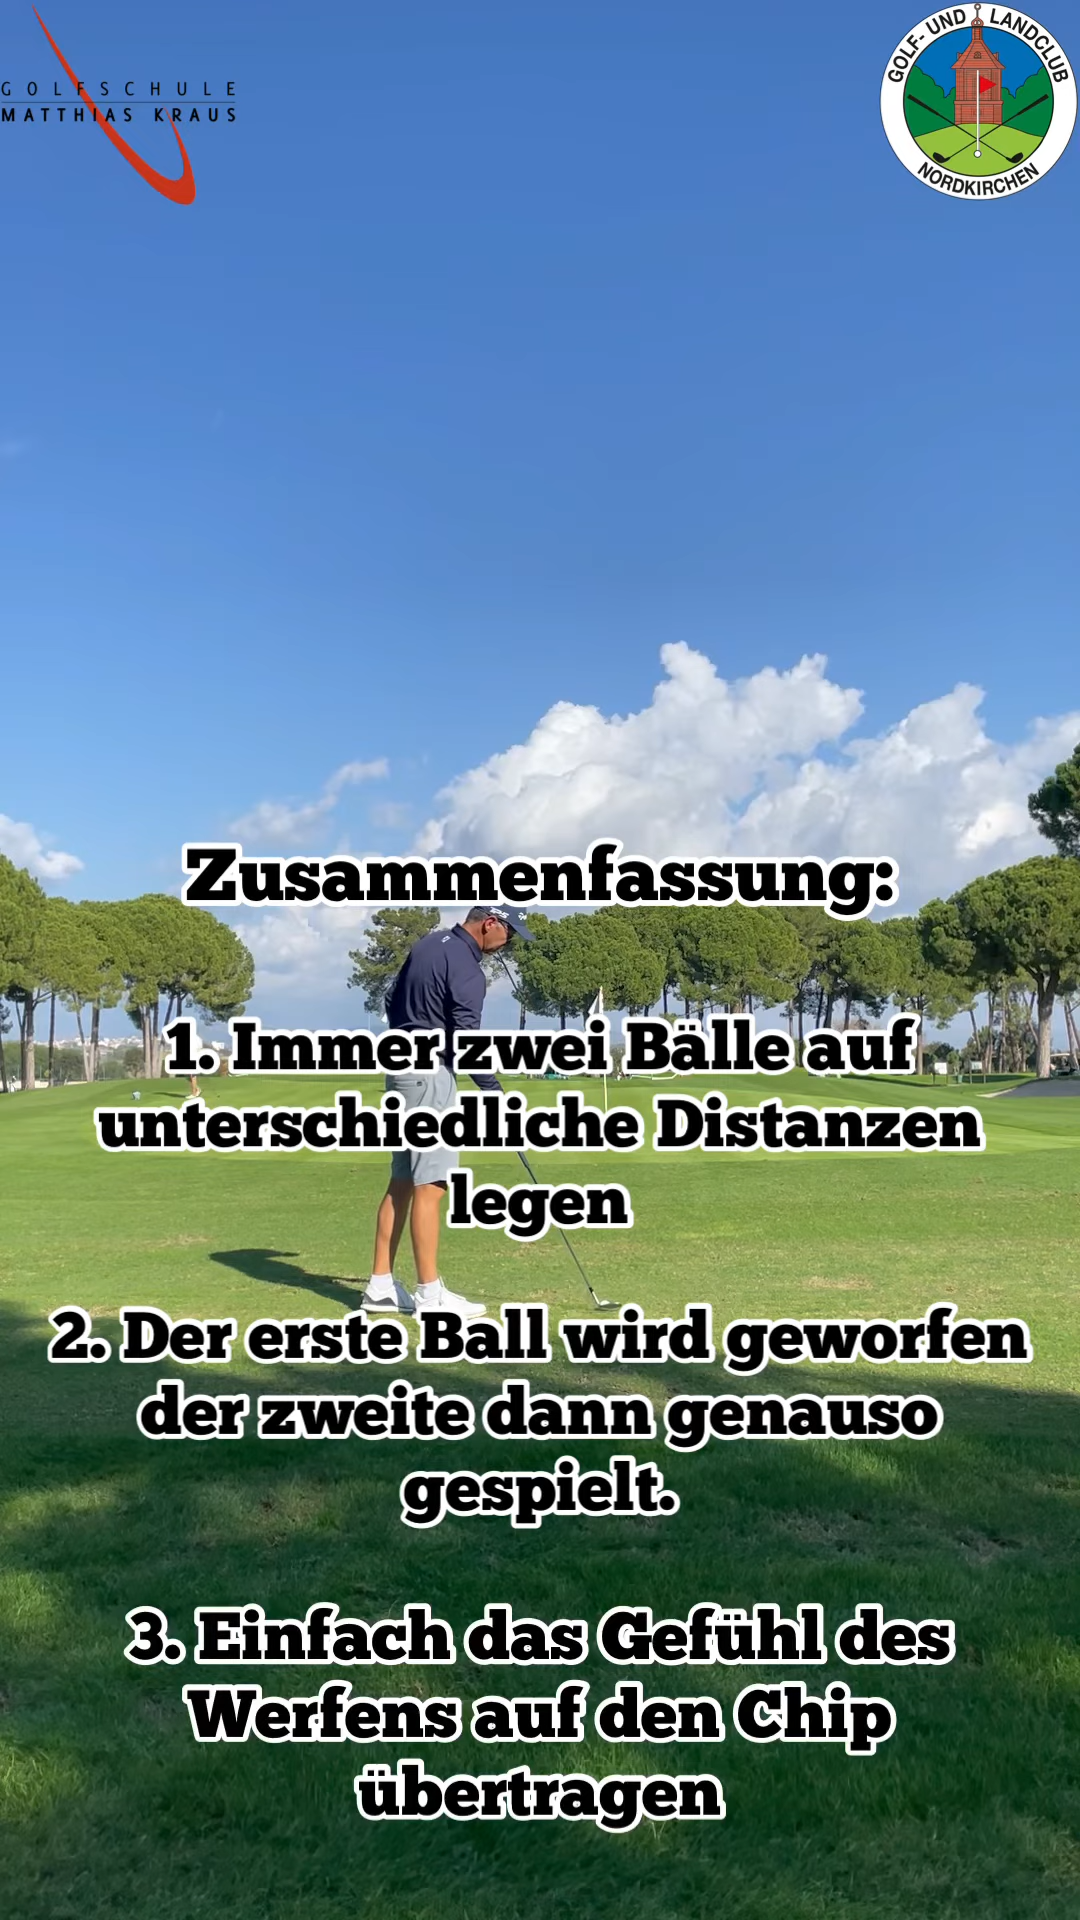 GOLFSCHULE
MATTHIAS KRAUS
GOLF- UND LANDCLUB
NORDKIRCHEN
Zusammenfassung:
1. Immer zwei Bälle auf
unterschiedliche Distanzen
legen
2. Der erste Ball wird geworfen
der zweite dann genauso
gespielt.
3. Einfach das Gefühl des
Werfens auf den Chip
übertragen